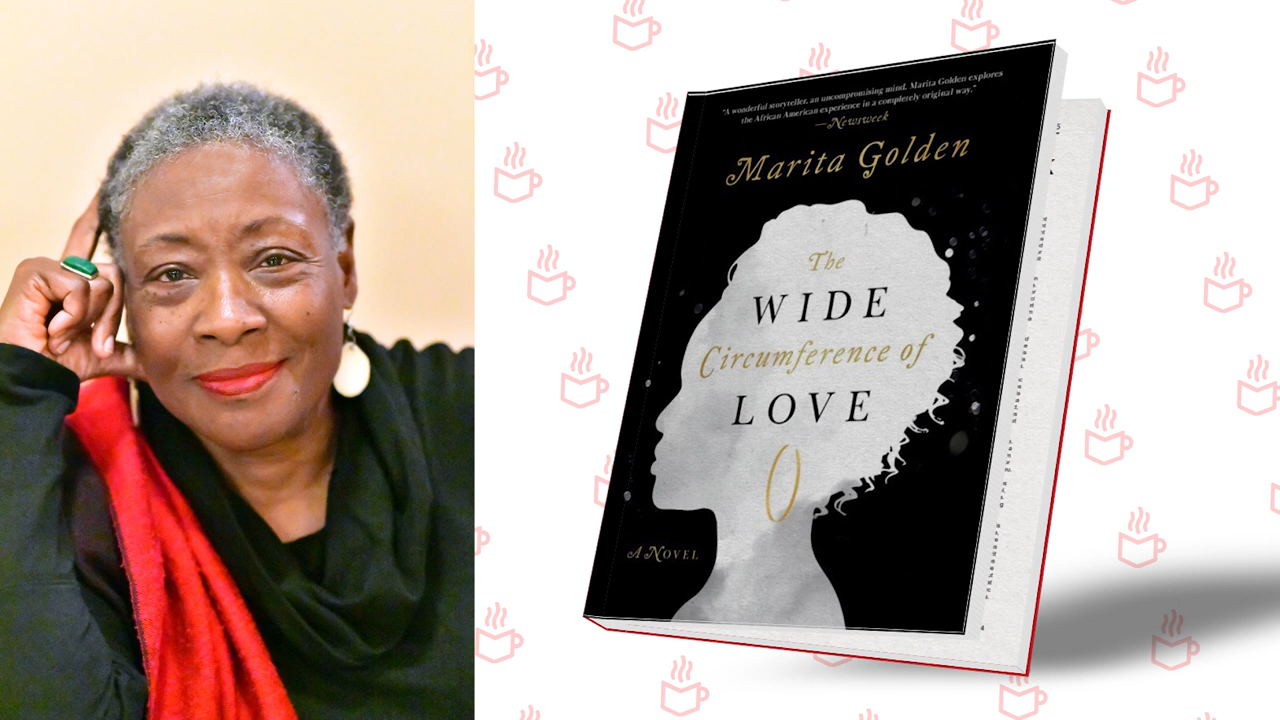 "A wonderful storyteller, an uncompromising mind. Marita Golden explores
the African American experience in a completely original way."
—Newsweek
Marita Golden
The
WIDE
Circumference of
LOVE
A NOVEL